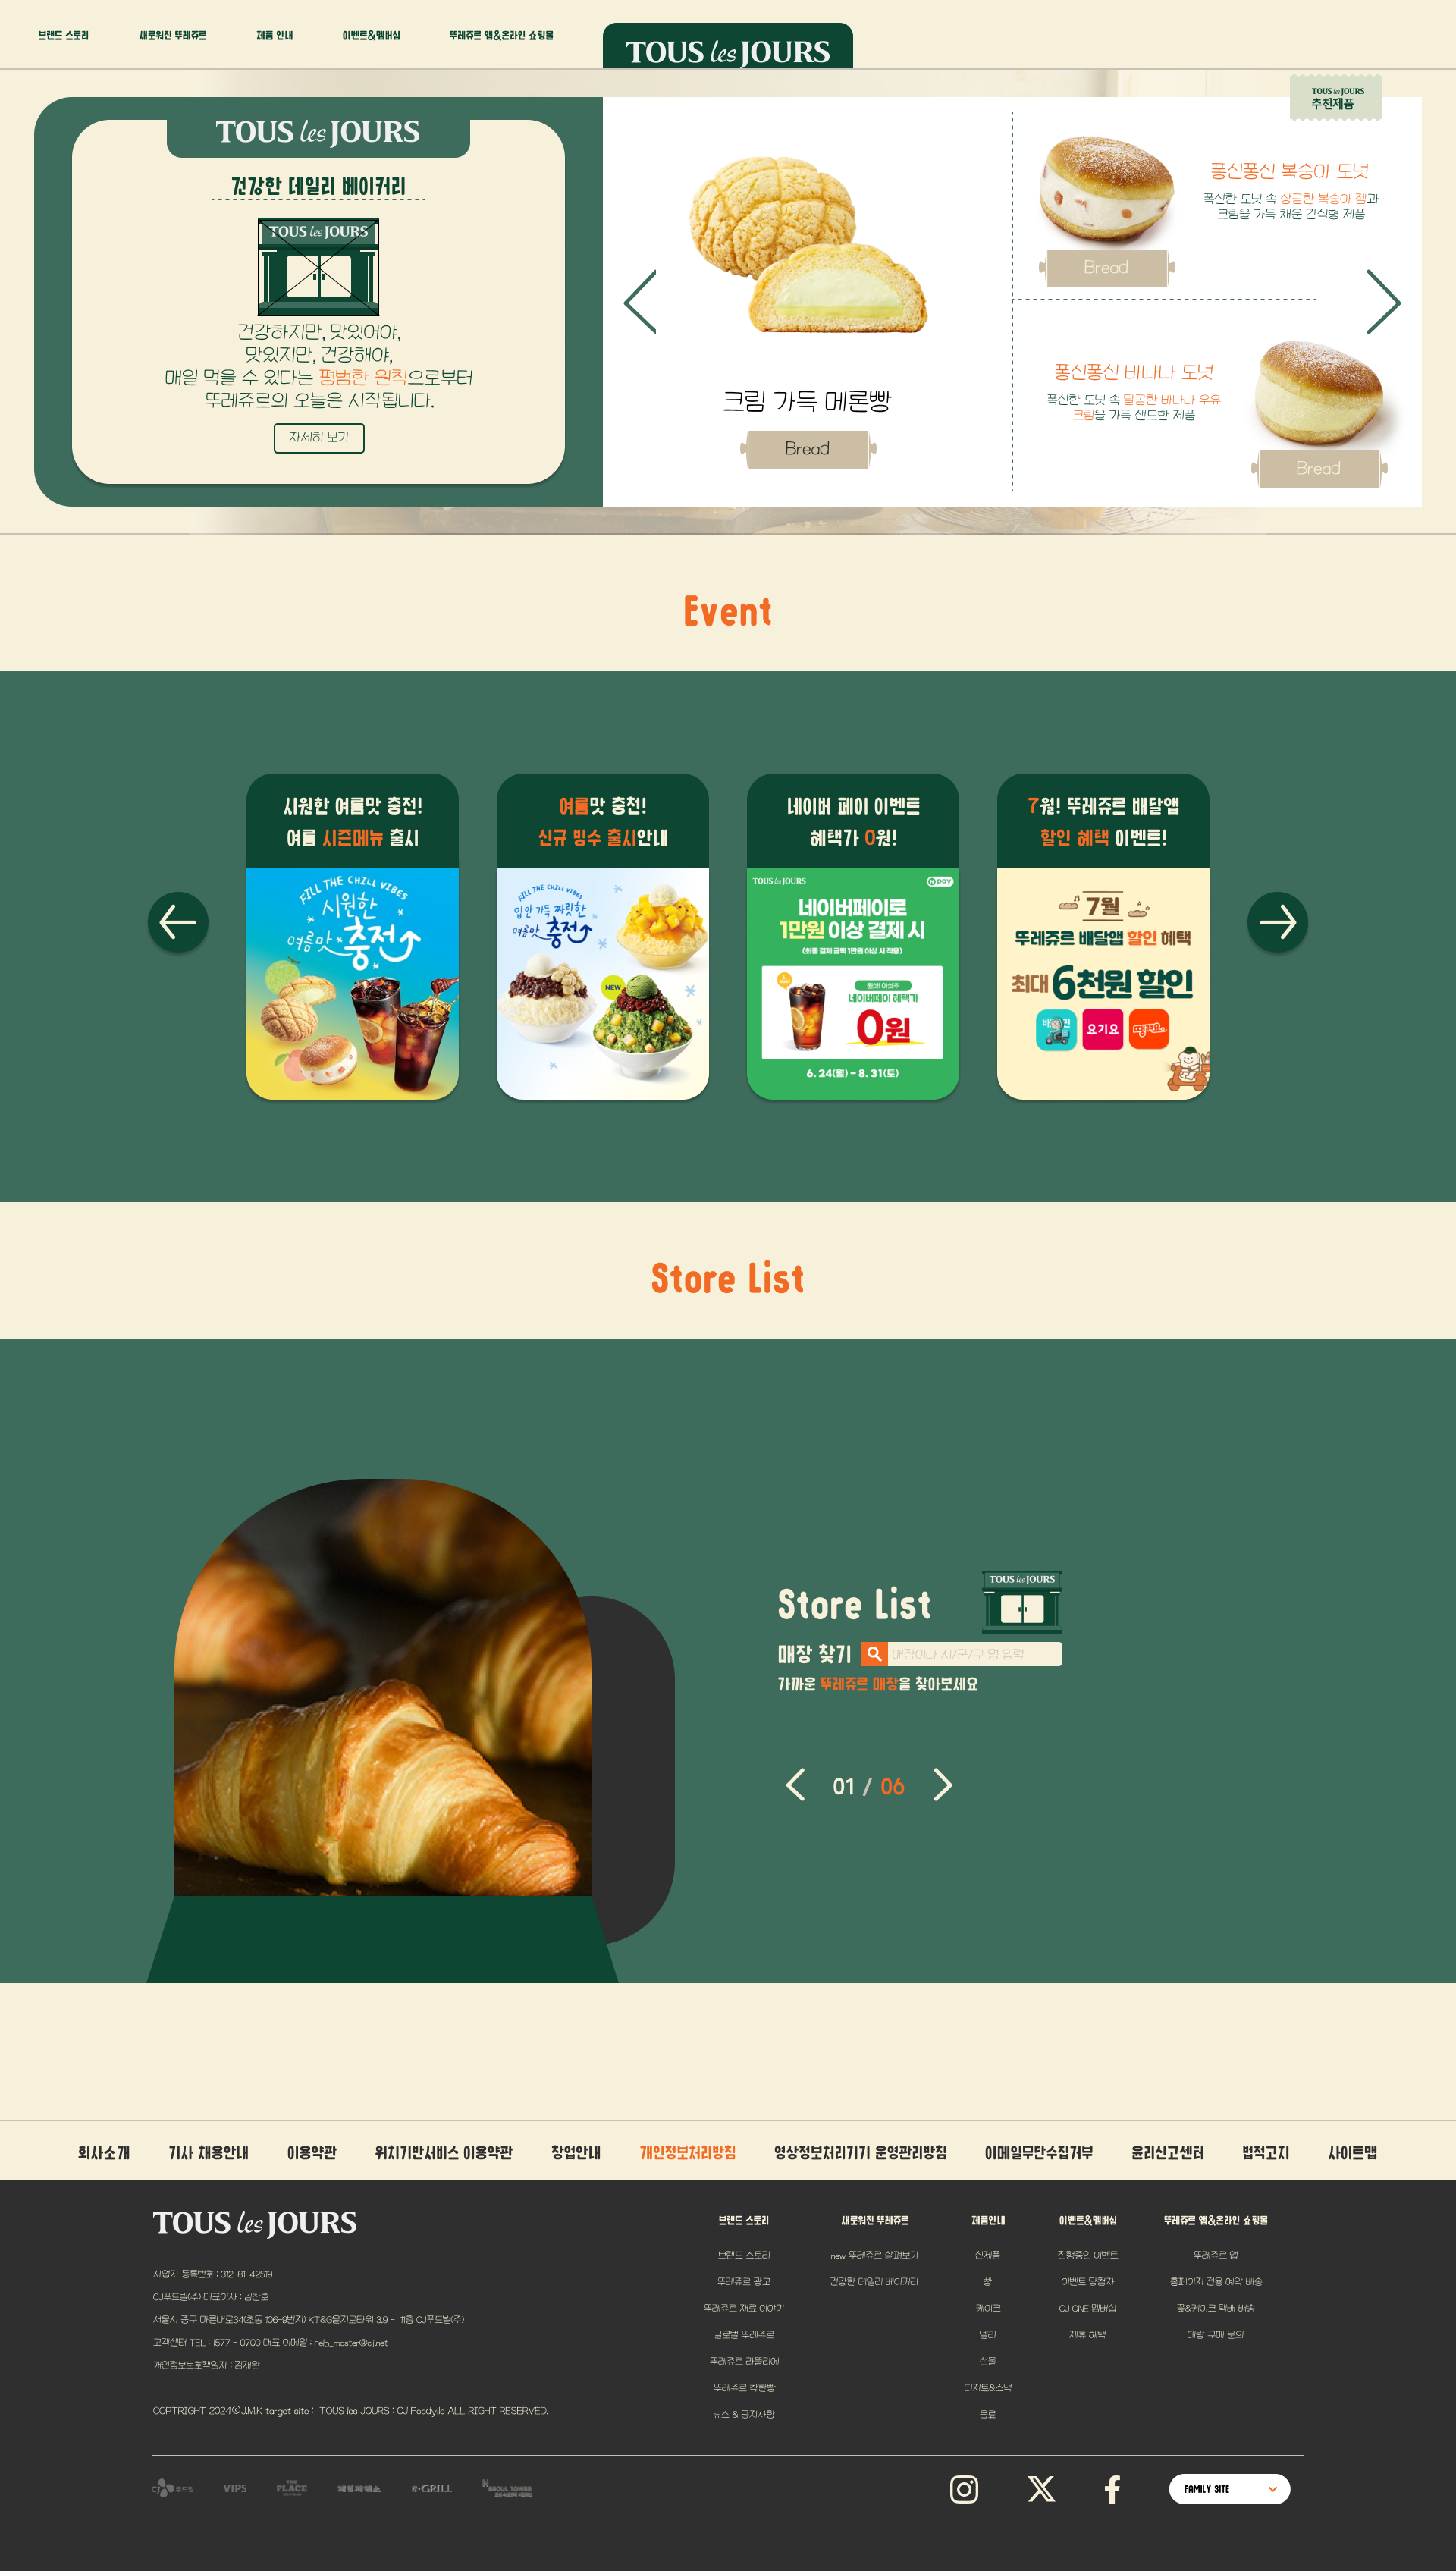 브랜드 스토리
새로워진 뚜레쥬르
제품 안내
이벤트&멤버십
뚜레쥬르 앱&온라인 쇼핑몰
TOUS les JOURS
TOUS les JOURS
건강한 데일리 베이커리
TOUS les JOURS
건강하지만, 맛있어야,
맛있지만, 건강해야,
매일 먹을 수 있다는 평범한 원칙으로부터
뚜레쥬르의 오늘은 시작됩니다.
자세히 보기
크림 가득 메론빵
Bread
TOUS les JOURS
추천제품
퐁신퐁신 복숭아 도넛
폭신한 도넛 속 상큼한 복숭아 잼과
크림을 가득 채운 간식형 제품
Bread
퐁신퐁신 바나나 도넛
폭신한 도넛 속 달콤한 바나나 우유
크림을 가득 샌드한 제품
Bread
Event
시원한 여름맛 충전!
여름 시즌메뉴 출시
FILL THE CHILL VIBES
시원한
여름맛 충전
여름맛 충천!
신규 빙수 출시안내
FILL THE CHILL VIBES
입안 가득 짜릿한
여름맛 충전
NEW
네이버 페이 이벤트
혜택가 0원!
TOUS les JOURS
N pay
네이버페이로
1만원 이상 결제 시
(최종 결제 금액 1만원 이상 시 적용)
네이버페이 혜택가
0원
6. 24(월) – 8. 31(토)
7월! 뚜레쥬르 배달앱
할인 혜택 이벤트!
7월
뚜레쥬르 배달앱 할인 혜택
최대 6천원 할인
요기요
땡겨요
Store List
Store List
TOUS les JOURS
매장 찾기
매장이나 시/군/구 명 입력
가까운 뚜레쥬르 매장을 찾아보세요
01 / 06
회사소개
기사 채용안내
이용약관
위치기반서비스 이용약관
창업안내
개인정보처리방침
영상정보처리기기 운영관리방침
이메일무단수집거부
윤리신고센터
법적고지
사이트맵
TOUS les JOURS
사업자 등록번호 : 312-81-42519
CJ푸드빌(주) 대표이사 : 김찬호
서울시 중구 마른내로34(초동 106-9번지) KT&G을지로타워 3.9 - 11층 CJ푸드빌(주)
고객센터 TEL : 1577 - 0700 대표 이메일 : help_master@cj.net
개인정보보호책임자 : 김재완
COPTRIGHT 2024ⓒJ.M.K target site : TOUS les JOURS : CJ Foodyile ALL RIGHT RESERVED.
브랜드 스토리
브랜드 스토리
뚜레쥬르 광고
뚜레쥬르 재료 이야기
글로벌 뚜레쥬르
뚜레쥬르 라뜰리에
뚜레쥬르 착한빵
뉴스 & 공지사항
새로워진 뚜레쥬르
new 뚜레쥬르 살펴보기
건강한 데일리 베이커리
제품안내
신제품
빵
케이크
델리
선물
디저트&스낵
음료
이벤트&멤버십
진행중인 이벤트
이벤트 당첨자
CJ ONE 멤버십
제휴 혜택
뚜레쥬르 앱&온라인 쇼핑몰
뚜레쥬르 앱
홈페이지 전용 예약 배송
꽃&케이크 택배 배송
대량 구매 문의
CJ 푸드빌
VIPS
THE PLACE
제일제면소
N·GRILL
N SEOUL TOWER
FAMILY SITE